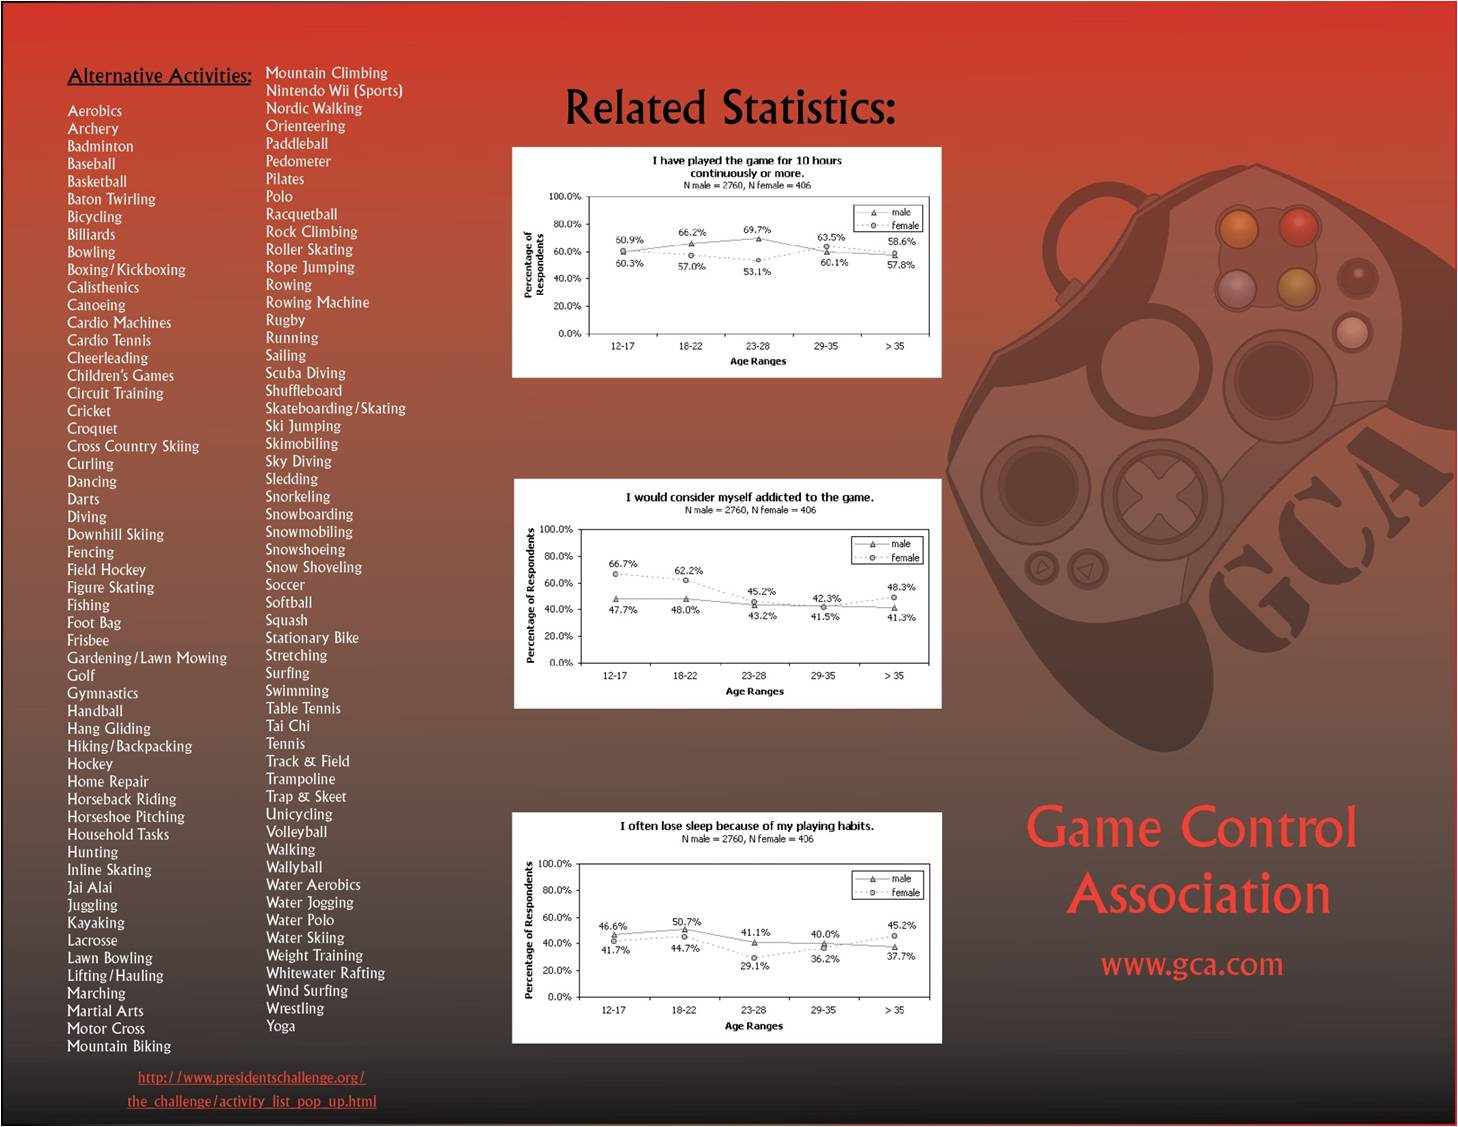 Alternative Activities:
Aerobics
Archery
Badminton
Baseball
Basketball
Baton Twirling
Bicycling
Billiards
Bowling
Boxing/Kickboxing
Calisthenics
Canoeing
Cardio Machines
Cardio Tennis
Cheerleading
Children's Games
Circuit Training
Cricket
Croquet
Cross Country Skiing
Curling
Dancing
Darts
Diving
Downhill Skiing
Fencing
Field Hockey
Figure Skating
Fishing
Foot Bag
Frisbee
Gardening/Lawn Mowing
Golf
Gymnastics
Handball
Hang Gliding
Hiking/Backpacking
Hockey
Home Repair
Horseback Riding
Horseshoe Pitching
Household Tasks
Hunting
Inline Skating
Jai Alai
Juggling
Kayaking
Lacrosse
Lawn Bowling
Lifting/Hauling
Marching
Martial Arts
Motor Cross
Mountain Biking
Mountain Climbing
Nintendo Wii (Sports)
Nordic Walking
Orienteering
Paddleball
Pedometer
Pilates
Polo
Racquetball
Rock Climbing
Roller Skating
Rope Jumping
Rowing
Rowing Machine
Rugby
Running
Sailing
Scuba Diving
Shuffleboard
Skateboarding/Skating
Ski Jumping
Skimobiling
Sky Diving
Sledding
Snorkeling
Snowboarding
Snowmobiling
Snowshoeing
Snow Shoveling
Soccer
Softball
Squash
Stationary Bike
Stretching
Surfing
Swimming
Table Tennis
Tai Chi
Tennis
Track & Field
Trampoline
Trap & Skeet
Unicycling
Volleyball
Walking
Wallyball
Water Aerobics
Water Jogging
Water Polo
Water Skiing
Weight Training
Whitewater Rafting
Wind Surfing
Wrestling
Yoga
http://www.presidentschallenge.org/
the_challenge/activity_list_pop_up.html
Related Statistics:
I have played the game for 10 hours
continuously or more.
N male = 2760, N female = 406
Percentage of
Respondents
100.0%
80.0%
60.0%
40.0%
20.0%
0.0%
male
female
60.9% 66.2% 69.7% 63.5% 58.6%
60.3% 57.0% 53.1% 60.1% 57.8%
12-17 18-22 23-28 29-35 > 35
Age Ranges
I would consider myself addicted to the game.
N male = 2760, N female = 406
Percentage of Respondents
100.0%
80.0%
60.0%
40.0%
20.0%
0.0%
male
female
66.7% 62.2% 45.2% 42.3% 48.3%
47.7% 48.0% 43.2% 41.5% 41.3%
12-17 18-22 23-28 29-35 > 35
Age Ranges
I often lose sleep because of my playing habits.
N male = 2760, N female = 406
Percentage of Respondents
100.0%
80.0%
60.0%
40.0%
20.0%
0.0%
male
female
46.6% 50.7% 41.1% 40.0% 45.2%
41.7% 44.7% 29.1% 36.2% 37.7%
12-17 18-22 23-28 29-35 > 35
Age Ranges
GCA
Game Control
Association
www.gca.com